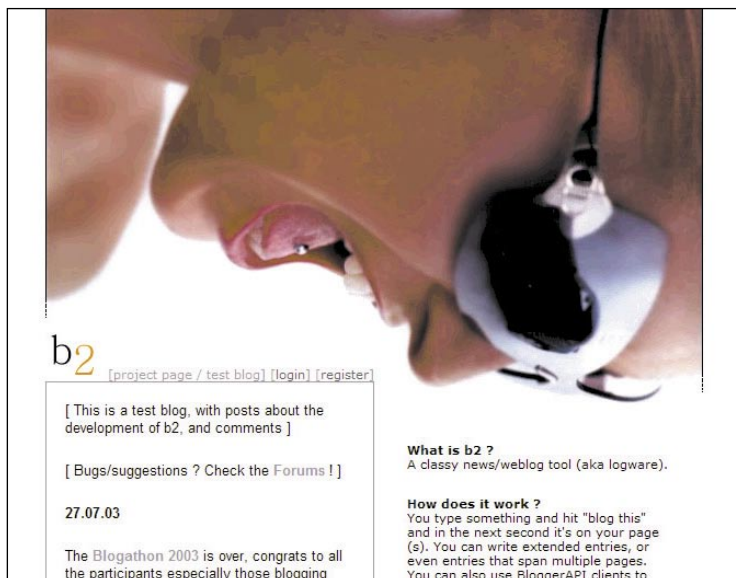 b2
[project page / test blog] [login] [register]
[ This is a test blog, with posts about the
development of b2, and comments ]
[ Bugs/suggestions ? Check the Forums ! ]
27.07.03
The Blogathon 2003 is over, congrats to all
the participants especially those blogging
What is b2 ?
A classy news/weblog tool (aka logware).
How does it work ?
You type something and hit "blog this"
and in the next second it's on your page
(s). You can write extended entries, or
even entries that span multiple pages.
You can also use BloggerAPI clients to